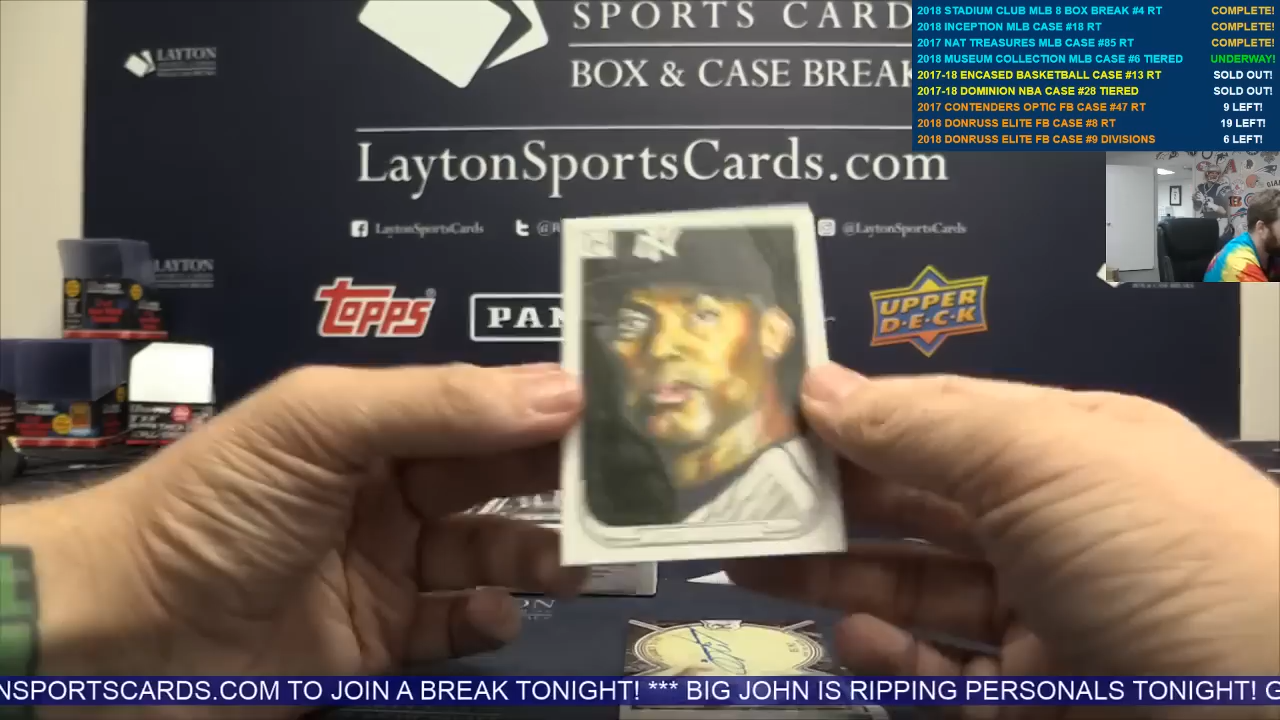 SPORTS CARD
BOX & CASE BREAK
LaytonSportsCards.com
LaytonSportsCards
@LaytonSportsCards
LAYTON
LAYTON
TOPPS
PAN
UPPER
DECK
NY
2018 STADIUM CLUB MLB 8 BOX BREAK #4 RT COMPLETE!
2018 INCEPTION MLB CASE #18 RT COMPLETE!
2017 NAT TREASURES MLB CASE #85 RT COMPLETE!
2018 MUSEUM COLLECTION MLB CASE #6 TIERED UNDERWAY!
2017-18 ENCASED BASKETBALL CASE #13 RT SOLD OUT!
2017-18 DOMINION NBA CASE #28 TIERED SOLD OUT!
2017 CONTENDERS OPTIC FB CASE #47 RT 9 LEFT!
2018 DONRUSS ELITE FB CASE #8 RT 19 LEFT!
2018 DONRUSS ELITE FB CASE #9 DIVISIONS 6 LEFT!
NSPORTSCARDS.COM TO JOIN A BREAK TONIGHT! *** BIG JOHN IS RIPPING PERSONALS TONIGHT! G